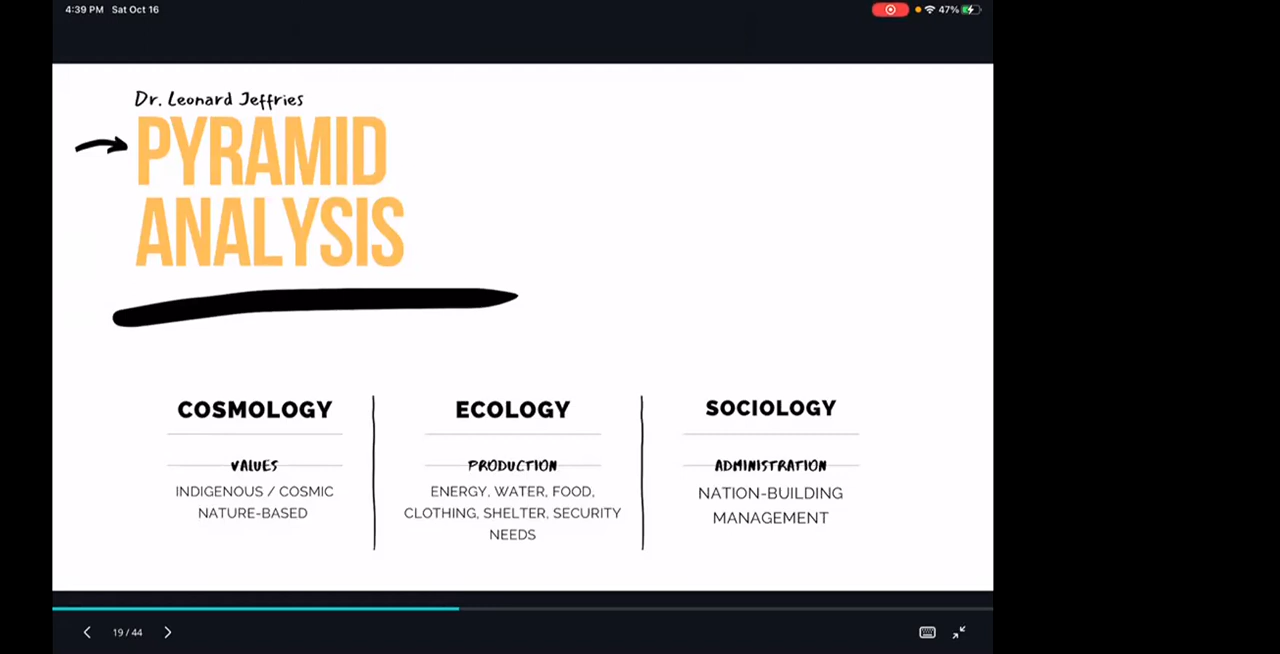 4:39 PM Sat Oct 16
47%
Dr. Leonard Jeffries
PYRAMID
ANALYSIS
COSMOLOGY
VALUES
INDIGENOUS / COSMIC
NATURE-BASED
ECOLOGY
PRODUCTION
ENERGY, WATER, FOOD,
CLOTHING, SHELTER, SECURITY
NEEDS
SOCIOLOGY
ADMINISTRATION
NATION-BUILDING
MANAGEMENT
19 / 44